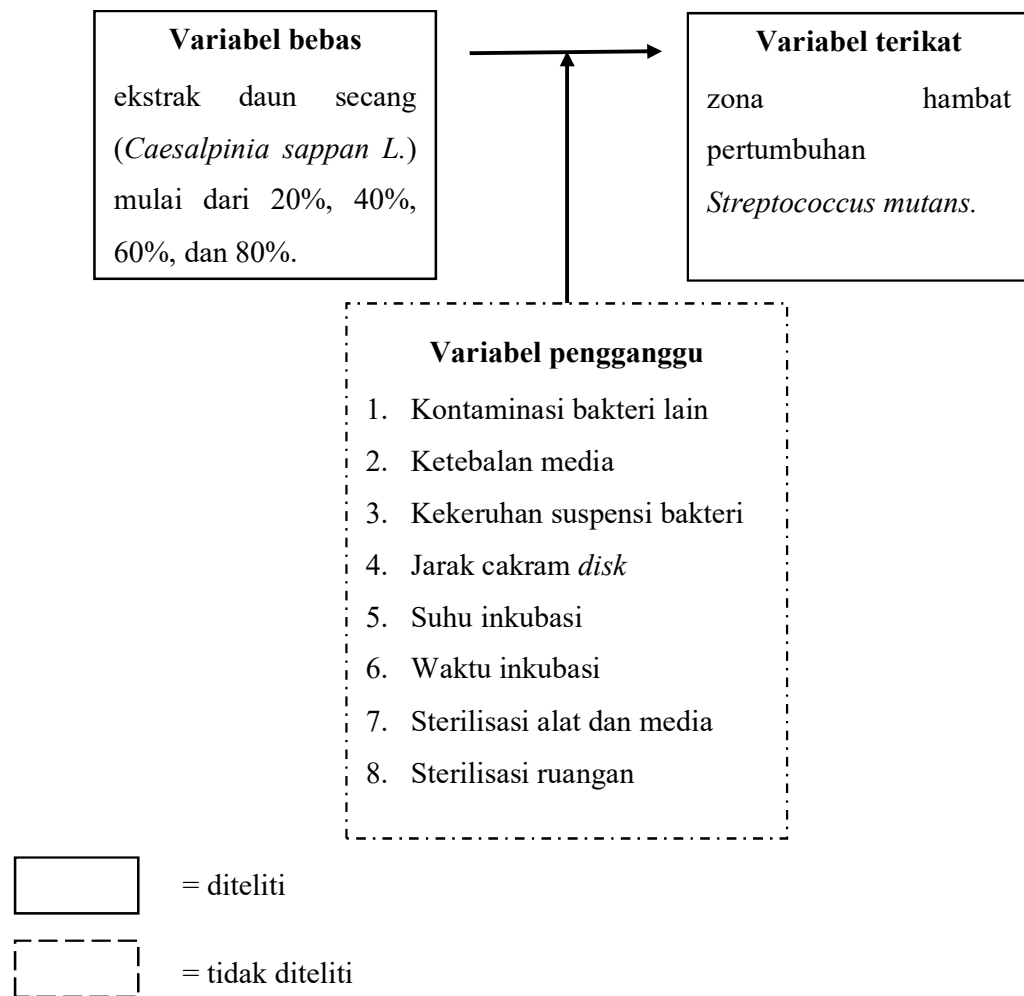 Variabel bebas
ekstrak daun secang
(Caesalpinia sappan L.)
mulai dari 20%, 40%,
60%, dan 80%.
Variabel terikat
zona hambat
pertumbuhan
Streptococcus mutans.
Variabel pengganggu
1. Kontaminasi bakteri lain
2. Ketebalan media
3. Kekeruhan suspensi bakteri
4. Jarak cakram disk
5. Suhu inkubasi
6. Waktu inkubasi
7. Sterilisasi alat dan media
8. Sterilisasi ruangan
= diteliti
= tidak diteliti